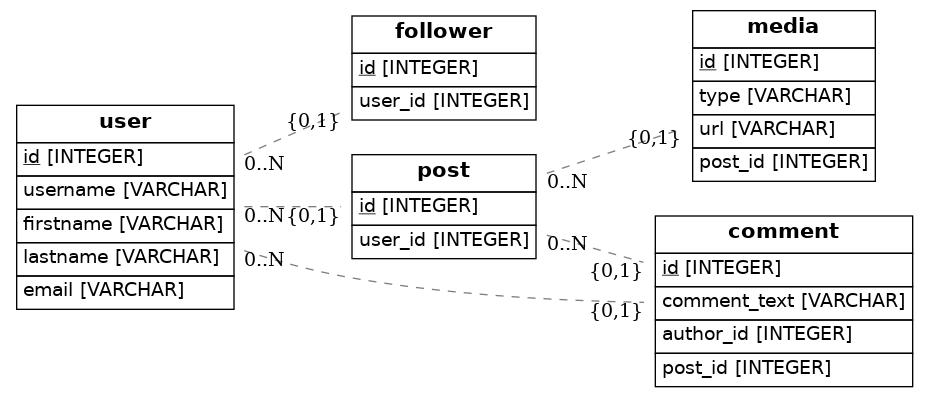 user
id [INTEGER]
username [VARCHAR]
firstname [VARCHAR]
lastname [VARCHAR]
email [VARCHAR]
follower
id [INTEGER]
user_id [INTEGER]
post
id [INTEGER]
user_id [INTEGER]
media
id [INTEGER]
type [VARCHAR]
url [VARCHAR]
post_id [INTEGER]
comment
id [INTEGER]
comment_text [VARCHAR]
author_id [INTEGER]
post_id [INTEGER]
{0,1}
0..N
0..N
{0,1}
0..N
{0,1}
0..N
{0,1}
0..N
{0,1}